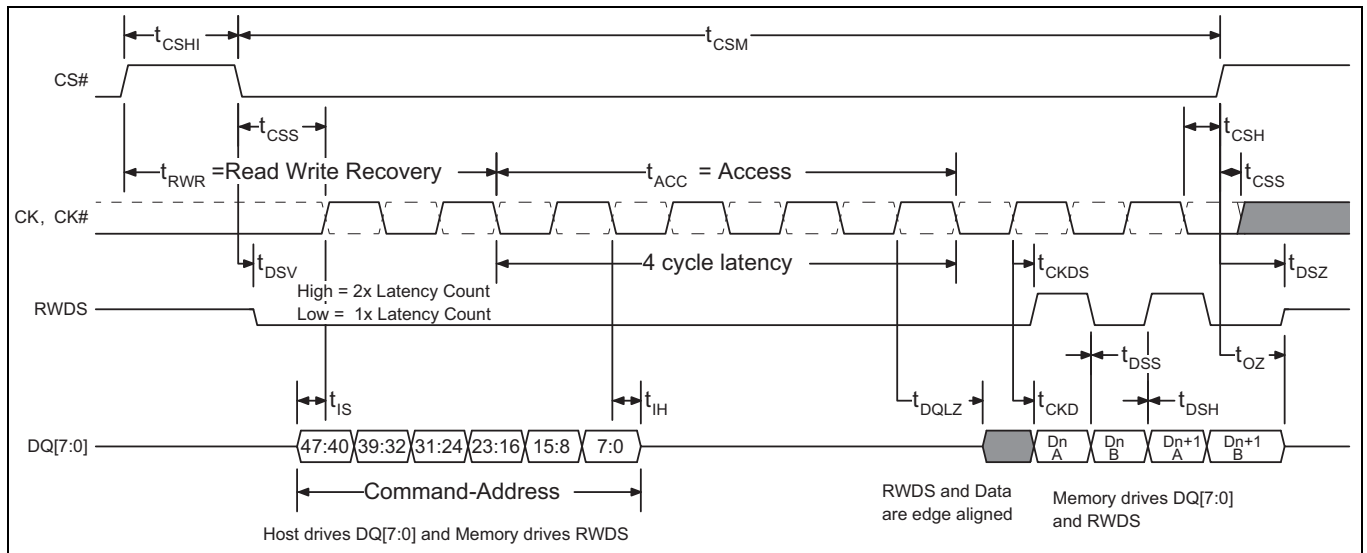 tCSHI
tCSM
CS#
tCSS
tCSH
tRWR =Read Write Recovery
tACC = Access
tCSS
CK, CK#
tDSV
4 cycle latency
tCKDS
tDSZ
High = 2x Latency Count
Low = 1x Latency Count
RWDS
tDSS
tOZ
tIS
tIH
tDQLZ
tCKD
tDSH
DQ[7:0]
47:40 39:32 31:24 23:16 15:8 7:0
Dn A
Dn B
Dn+1 A
Dn+1 B
Command-Address
RWDS and Data
are edge aligned
Memory drives DQ[7:0]
and RWDS
Host drives DQ[7:0] and Memory drives RWDS